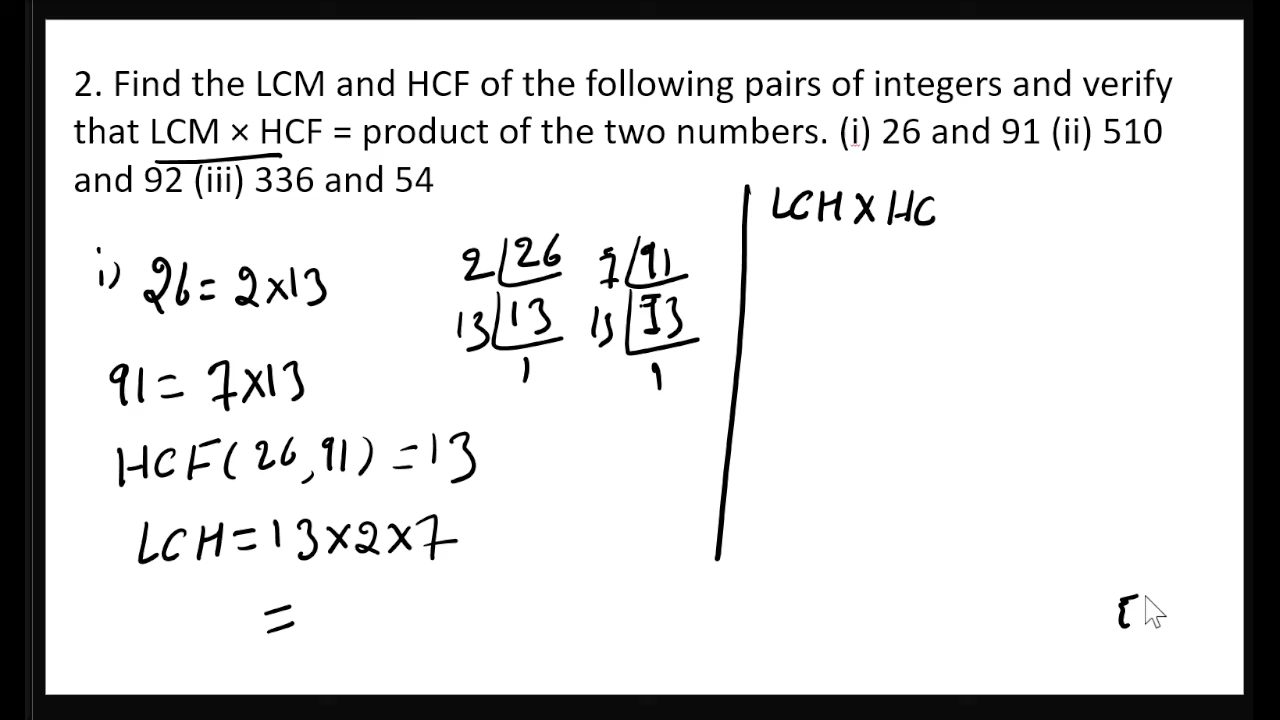 2. Find the LCM and HCF of the following pairs of integers and verify
that LCM × HCF = product of the two numbers. (i) 26 and 91 (ii) 510
and 92 (iii) 336 and 54
i) 26 = 2×13
91 = 7×13
HCF(26,91) = 13
LCM = 13×2×7
=
2 26
13 13
1
7 91
13 13
1
LCM × HC